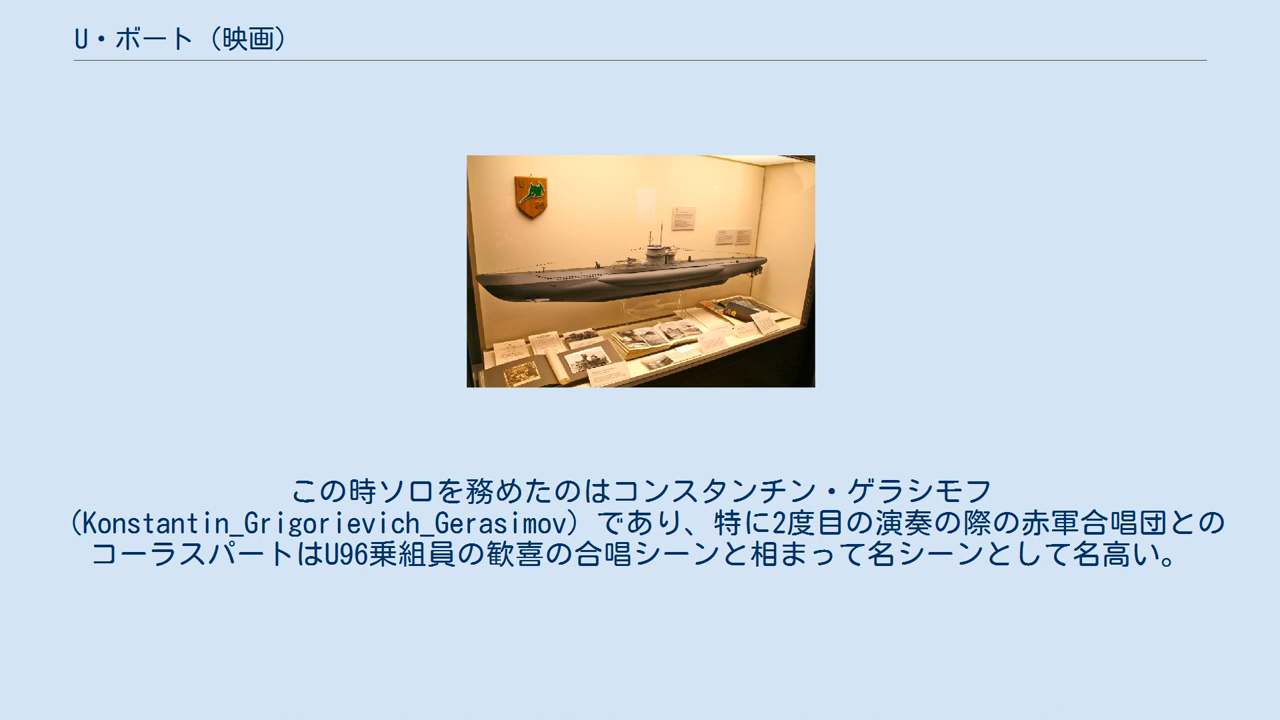 U・ボート（映画）
この時ソロを務めたのはコンスタンチン・ゲラシモフ
（Konstantin_Grigorievich_Gerasimov）であり、特に2度目の演奏の際の赤軍合唱団との
コーラスパートはU96乗組員の歓喜の合唱シーンと相まって名シーンとして名高い。